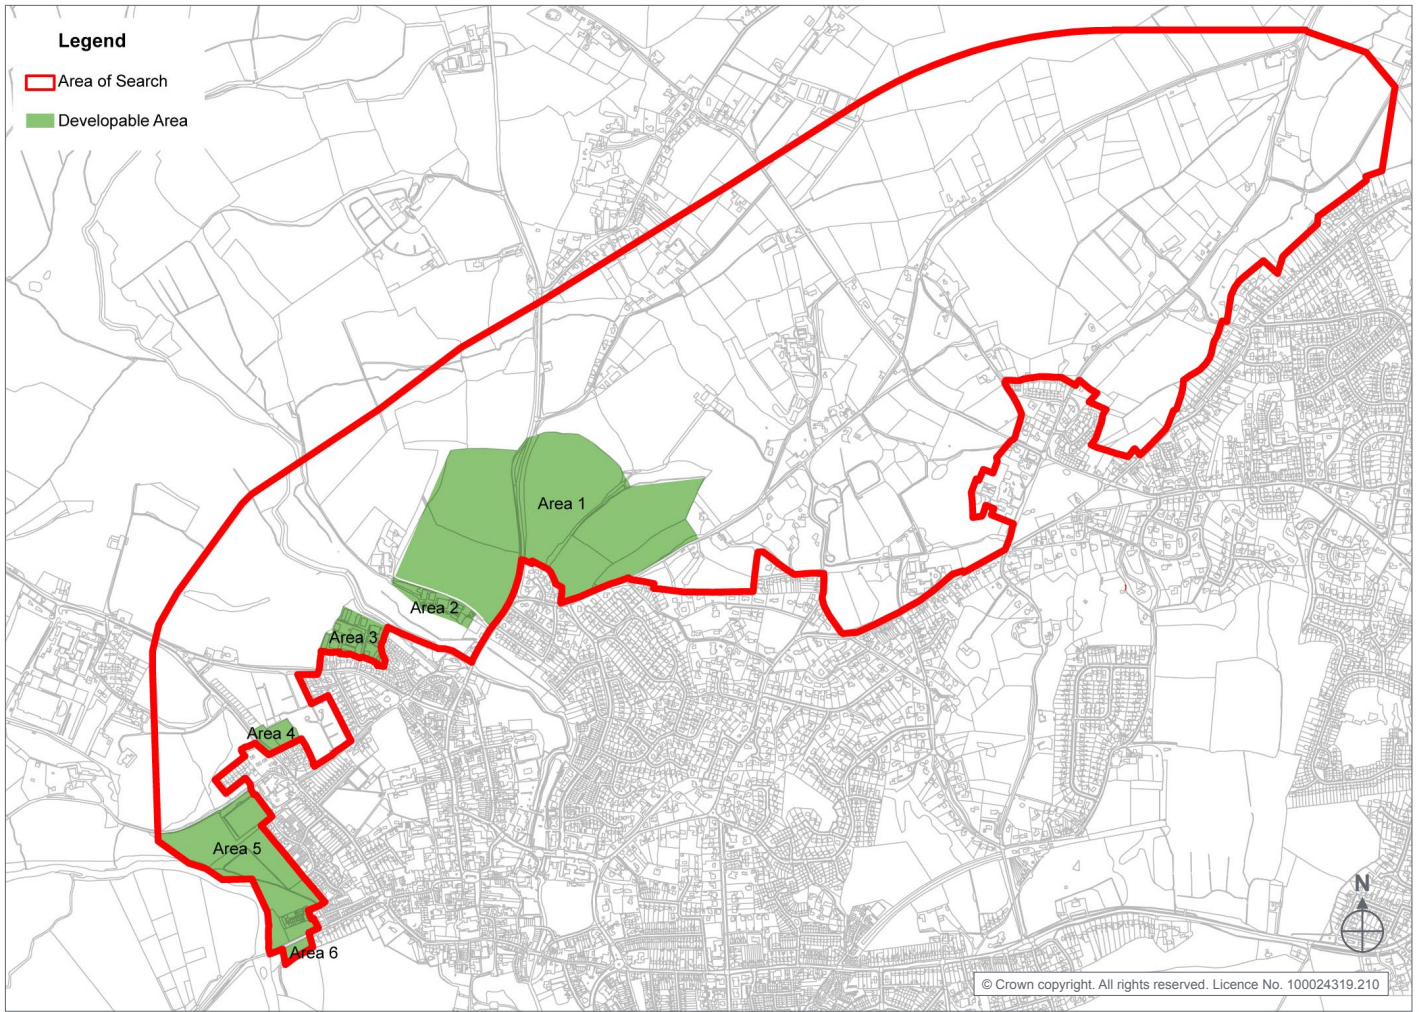 Legend
Area of Search
Developable Area
Area 1
Area 2
Area 3
Area 4
Area 5
Area 6
N
© Crown copyright. All rights reserved. Licence No. 100024319.210